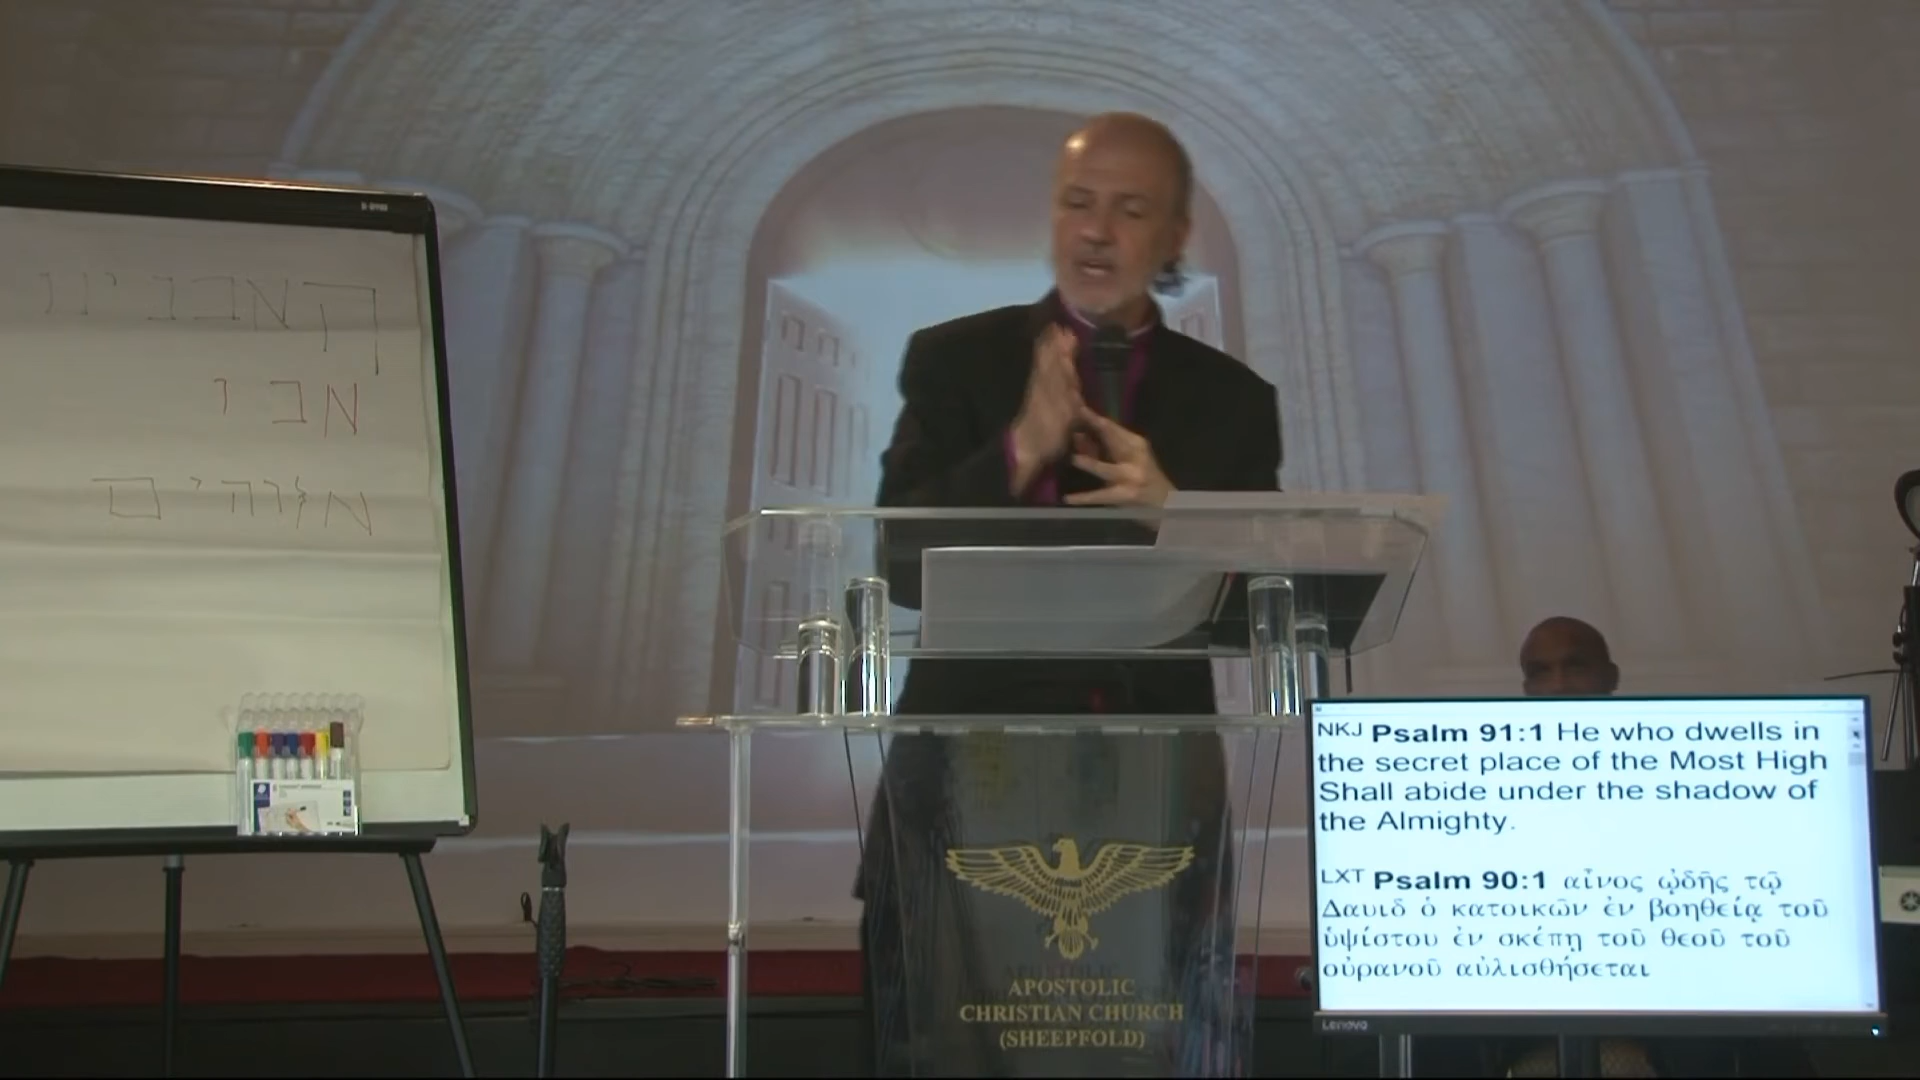 אבי
NKJ Psalm 91:1 He who dwells in
the secret place of the Most High
Shall abide under the shadow of
the Almighty.
LXT Psalm 90:1 αἶνος ᾠδῆς τῷ
Δαυιδ ὁ κατοικῶν ἐν βοηθείᾳ τοῦ
ὑψίστου ἐν σκέπῃ τοῦ θεοῦ τοῦ
οὐρανοῦ αὐλισθήσεται
Lenovo
APOSTOLIC
CHRISTIAN CHURCH
(SHEEPFOLD)